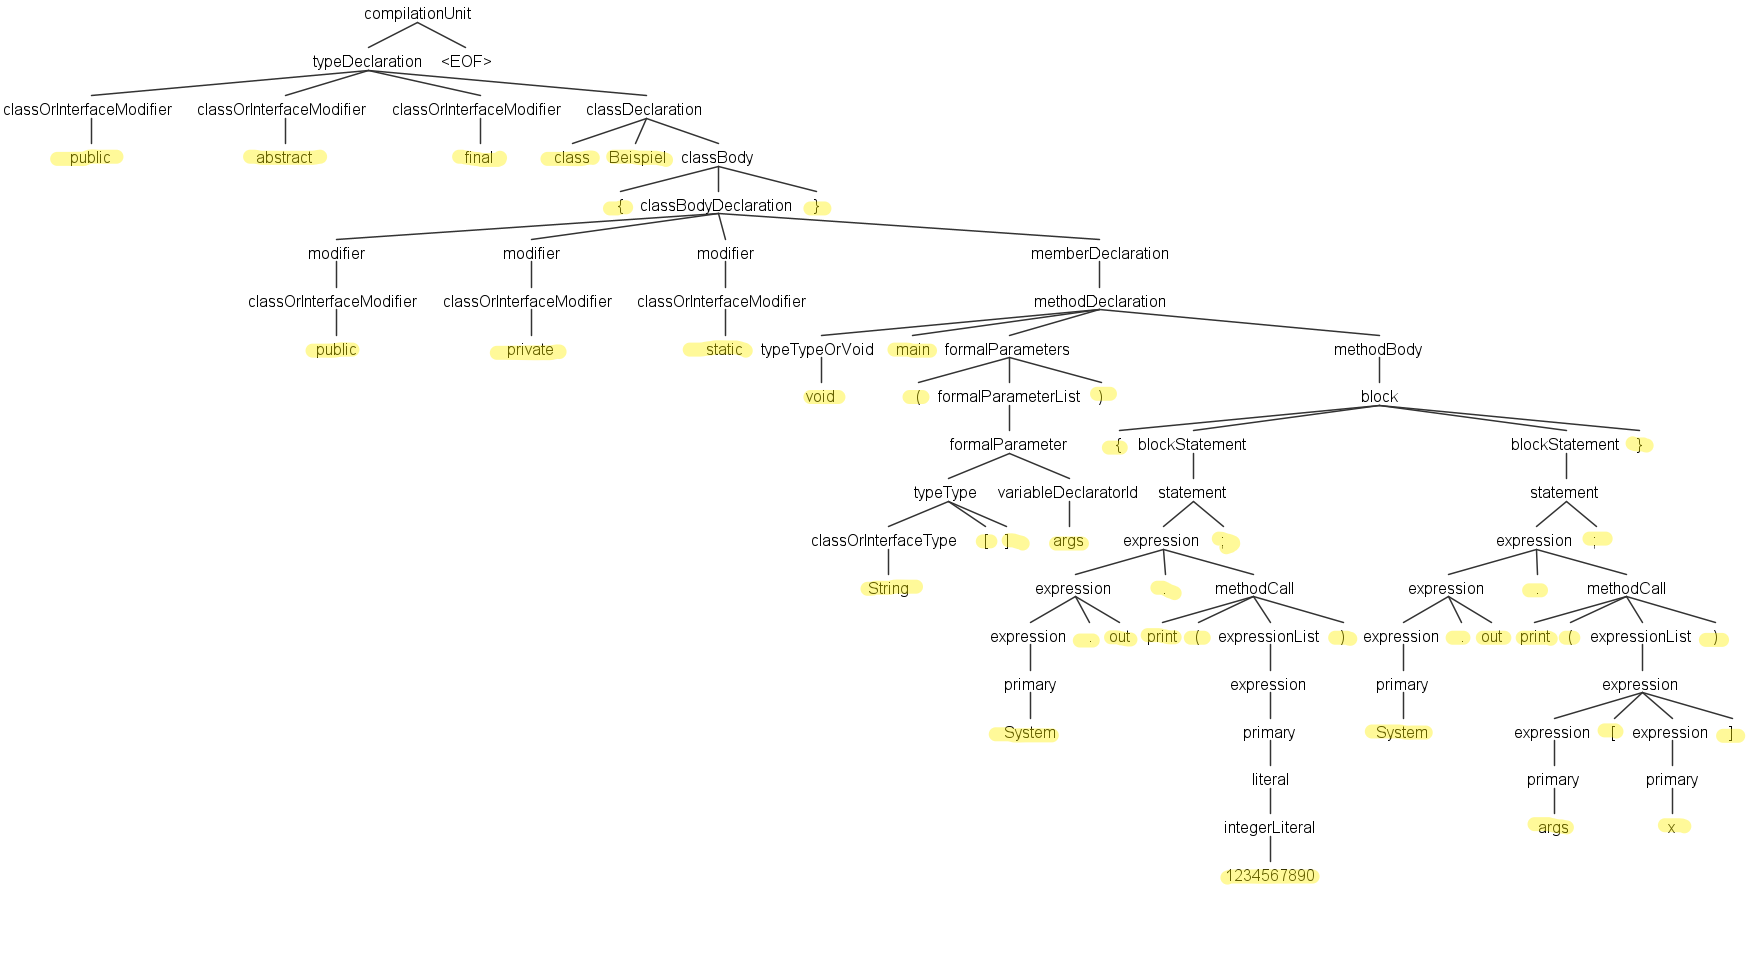 compilationUnit
typeDeclaration <EOF>
classOrInterfaceModifier classOrInterfaceModifier classOrInterfaceModifier classDeclaration
public abstract final class Beispiel classBody
{ classBodyDeclaration }
modifier modifier modifier memberDeclaration
classOrInterfaceModifier classOrInterfaceModifier classOrInterfaceModifier methodDeclaration
public private static typeTypeOrVoid main formalParameters methodBody
void ( formalParameterList ) block
formalParameter { blockStatement blockStatement }
typeType variableDeclaratorId statement statement
classOrInterfaceType [ ] args expression ; expression ;
String expression . methodCall expression . methodCall
expression . out print ( expressionList ) expression . out print ( expressionList )
primary expression primary expression
System primary System expression [ expression ]
literal primary primary
integerLiteral args x
1234567890